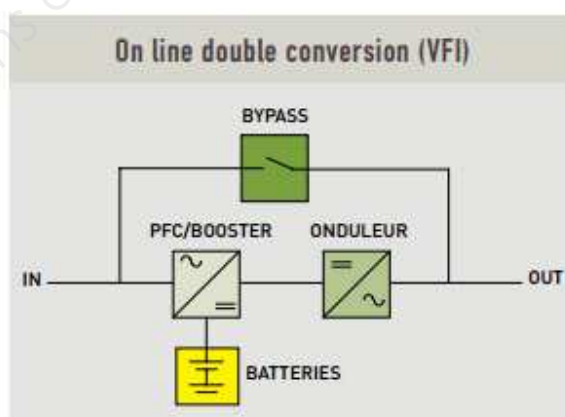 On line double conversion (VFI)
BYPASS
PFC/BOOSTER
ONDULEUR
IN
OUT
BATTERIES